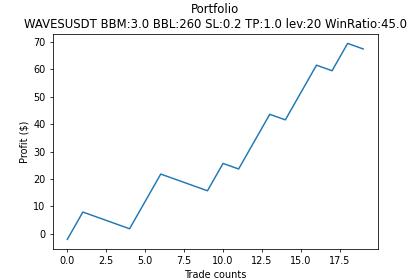 Portfolio
WAVESUSDT BBM:3.0 BBL:260 SL:0.2 TP:1.0 lev:20 WinRatio:45.0
70
60
50
40
30
20
10
0
Profit ($)
0.0 2.5 5.0 7.5 10.0 12.5 15.0 17.5
Trade counts